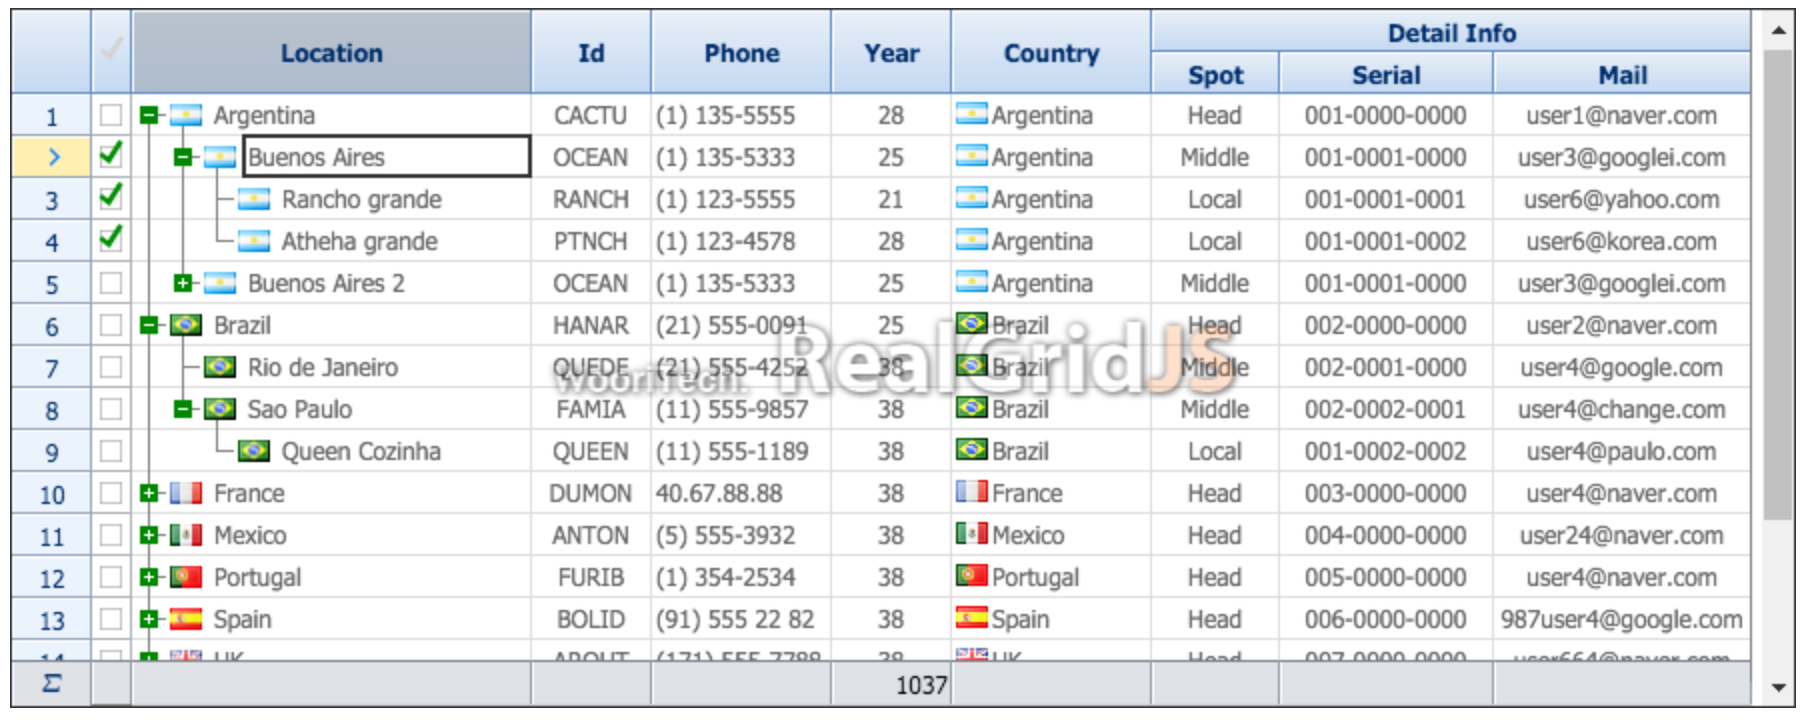 Location Id Phone Year Country Detail Info
Spot Serial Mail
1 Argentina CACTU (1) 135-5555 28 Argentina Head 001-0000-0000 user1@naver.com
> Buenos Aires OCEAN (1) 135-5333 25 Argentina Middle 001-0001-0000 user3@googlei.com
3 Rancho grande RANCH (1) 123-5555 21 Argentina Local 001-0001-0001 user6@yahoo.com
4 Atheha grande PTNCH (1) 123-4578 28 Argentina Local 001-0001-0002 user6@korea.com
5 Buenos Aires 2 OCEAN (1) 135-5333 25 Argentina Middle 001-0001-0000 user3@googlei.com
6 Brazil HANAR (21) 555-0091 25 Brazil Head 002-0000-0000 user2@naver.com
7 Rio de Janeiro QUEDE (21) 555-4252 38 Brazil Middle 002-0001-0000 user4@google.com
WooriTech. RealGridJS
8 Sao Paulo FAMIA (11) 555-9857 38 Brazil Middle 002-0002-0001 user4@change.com
9 Queen Cozinha QUEEN (11) 555-1189 38 Brazil Local 001-0002-0002 user4@paulo.com
10 France DUMON 40.67.88.88 38 France Head 003-0000-0000 user4@naver.com
11 Mexico ANTON (5) 555-3932 38 Mexico Head 004-0000-0000 user24@naver.com
12 Portugal FURIB (1) 354-2534 38 Portugal Head 005-0000-0000 user4@naver.com
13 Spain BOLID (91) 555 22 82 38 Spain Head 006-0000-0000 987user4@google.com
14 UK (171) 555-7788 38 UK Head 007-0000-0000 user664@naver.com
Σ 1037